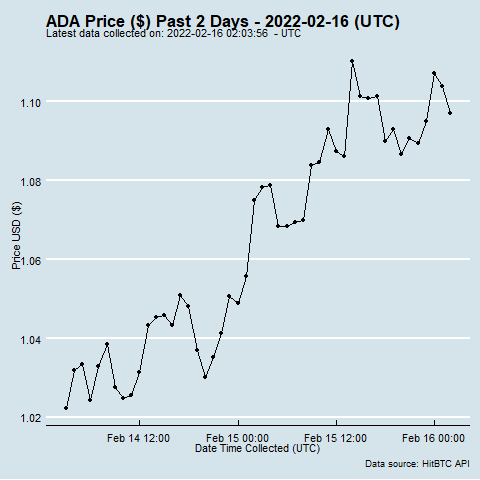 ADA Price ($) Past 2 Days - 2022-02-16 (UTC)
Latest data collected on: 2022-02-16 02:03:56 - UTC
1.10
1.08
1.06
1.04
1.02
Price USD ($)
Feb 14 12:00 Feb 15 00:00 Feb 15 12:00 Feb 16 00:00
Date Time Collected (UTC)
Data source: HitBTC API